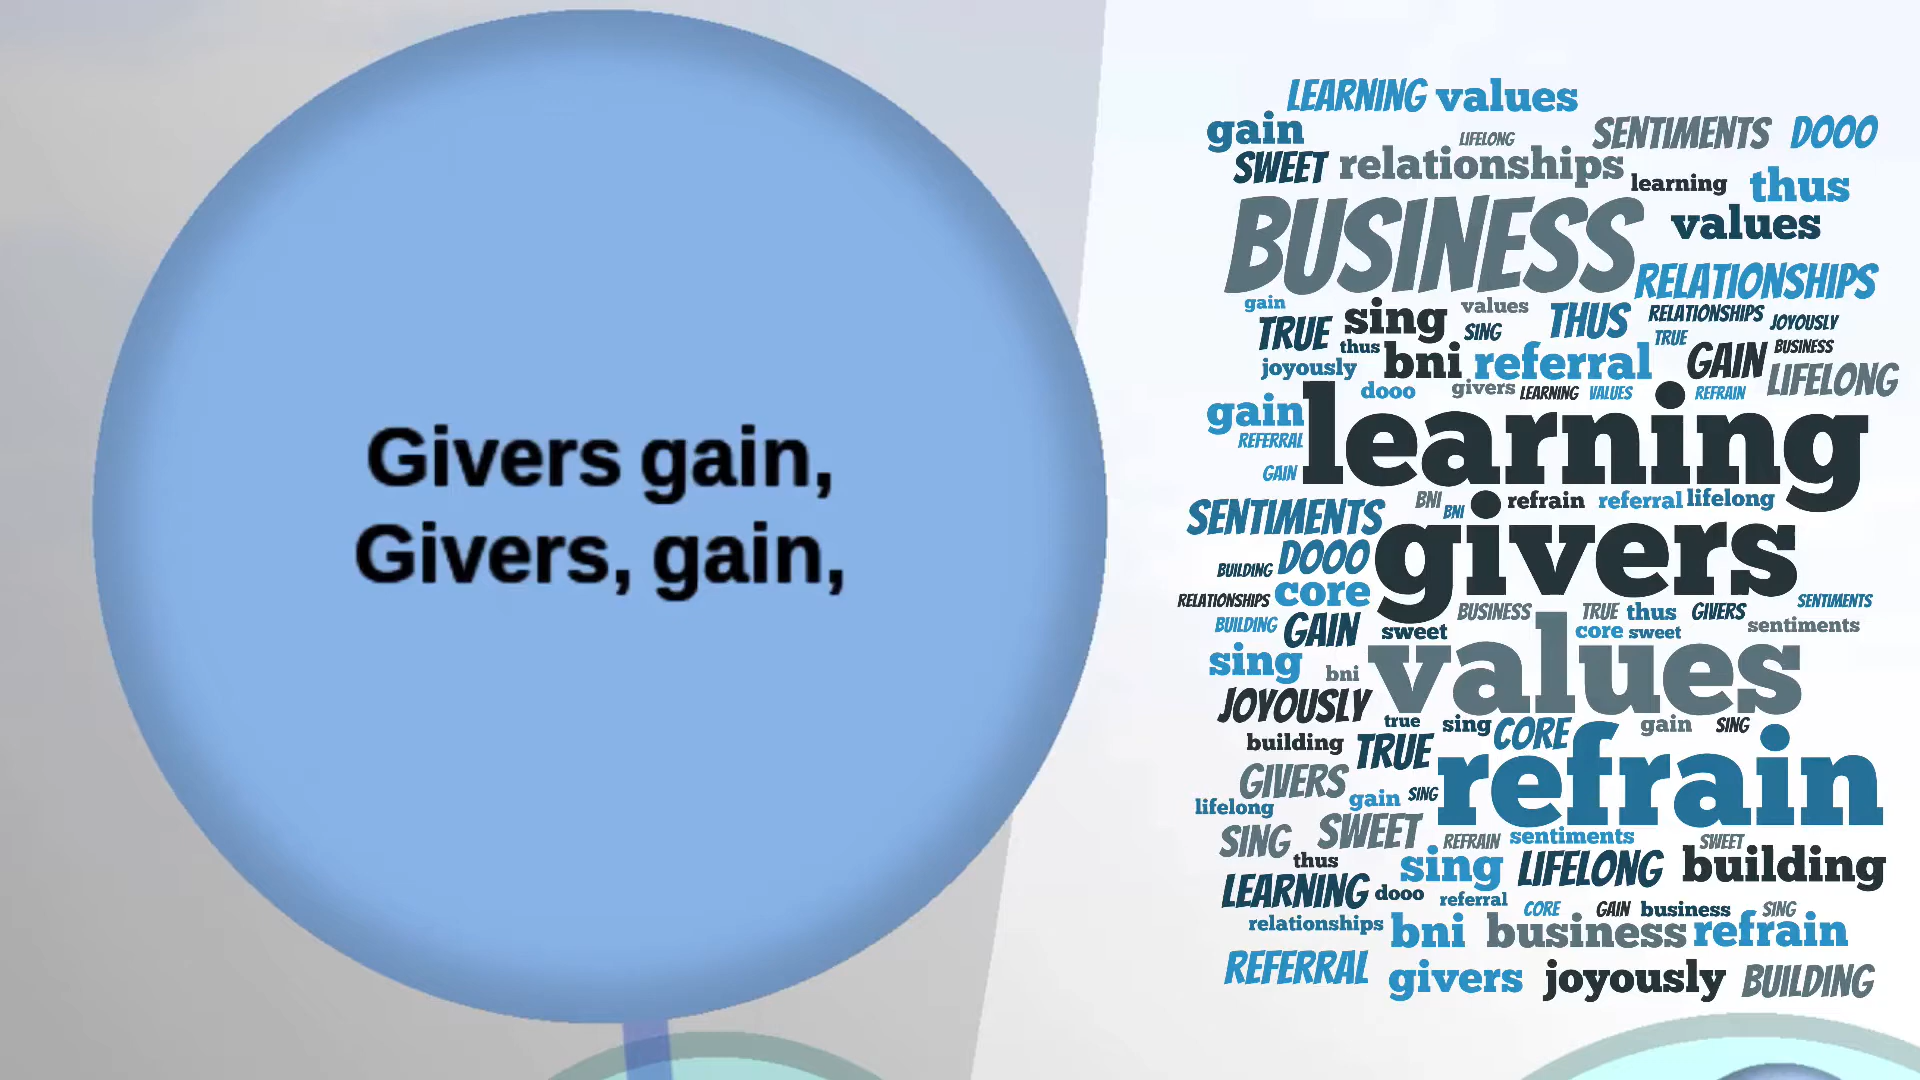 Givers gain,
Givers, gain,
LEARNING values
gain LIFELONG SENTIMENTS DOOO
SWEET relationships learning thus
BUSINESS values
RELATIONSHIPS
gain sing values THUS RELATIONSHIPS JOYOUSLY
TRUE SING TRUE
thus bni referral GAIN BUSINESS
joyously LIFELONG
dooo givers LEARNING VALUES REFRAIN
gain learning
REFERRAL
GAIN
BNI refrain referral lifelong
SENTIMENTS BNI
DOOO givers
BUILDING
RELATIONSHIPS core SENTIMENTS
BUSINESS TRUE thus GIVERS
BUILDING GAIN sweet core sweet sentiments
sing bni values
JOYOUSLY
true sing CORE gain SING
building TRUE
GIVERS refrain
lifelong gain SING
SING SWEET REFRAIN sentiments SWEET
thus sing LIFELONG building
LEARNING dooo referral
CORE GAIN business SING
relationships bni business refrain
REFERRAL givers joyously BUILDING